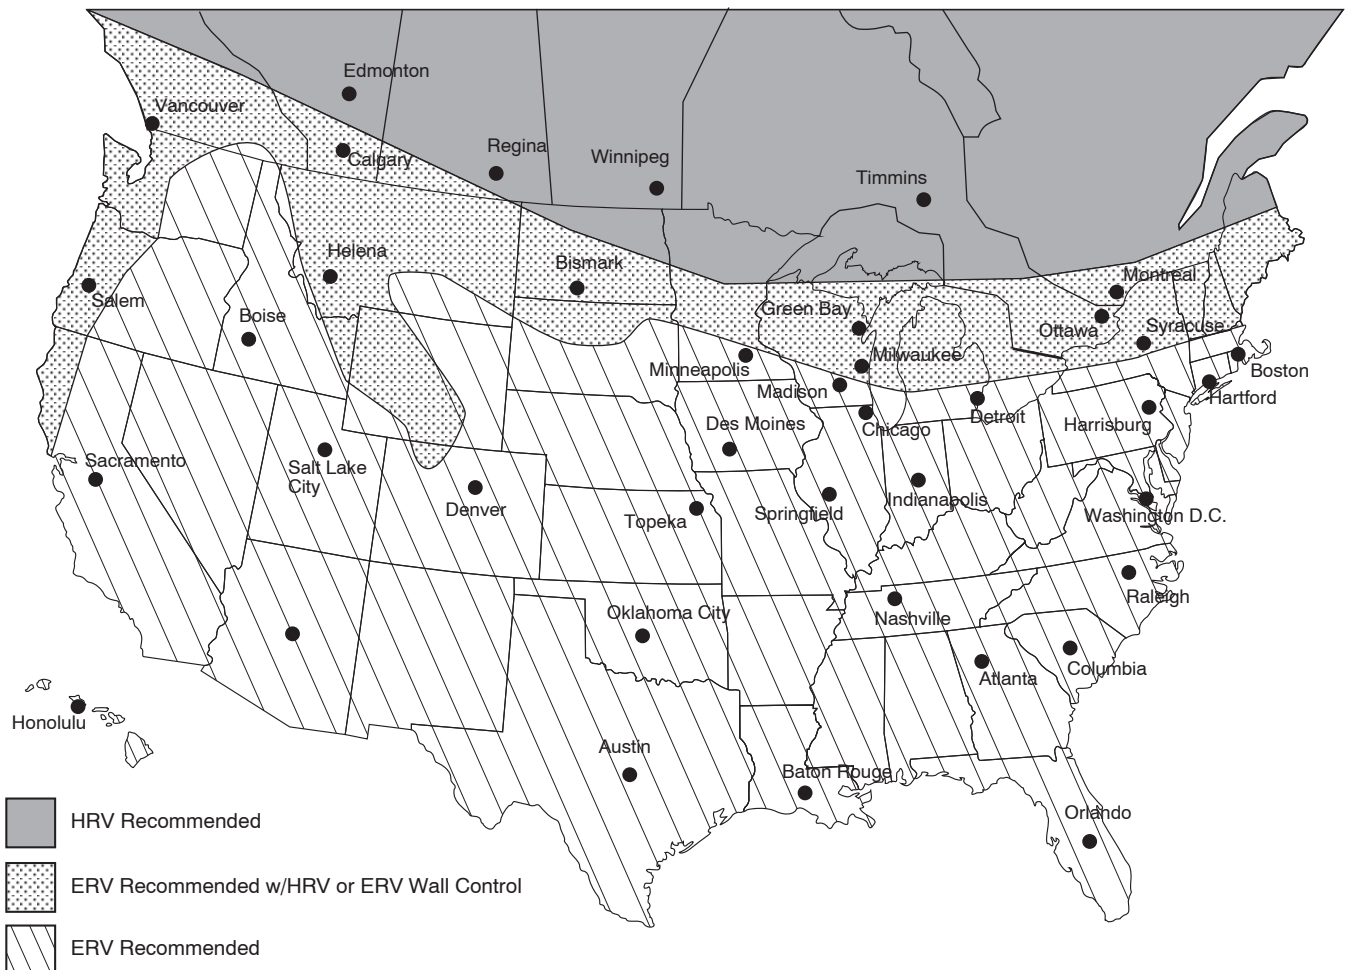 Edmonton
Vancouver
Calgary
Regina
Winnipeg
Timmins
Helena
Bismark
Montreal
Salem
Boise
Green Bay
Ottawa
Syracuse
Minneapolis
Milwaukee
Boston
Madison
Hartford
Detroit
Des Moines
Chicago
Harrisburg
Sacramento
Salt Lake
City
Denver
Indianapolis
Topeka
Springfield
Washington D.C.
Raleigh
Oklahoma City
Nashville
Columbia
Atlanta
Honolulu
Austin
Baton Rouge
Orlando
HRV Recommended
ERV Recommended w/HRV or ERV Wall Control
ERV Recommended